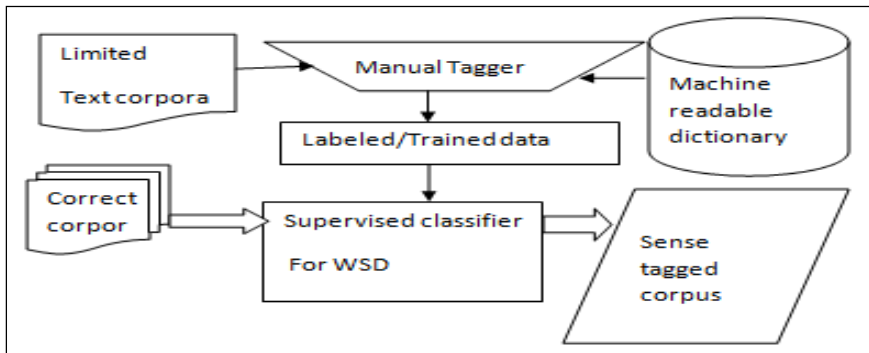 Limited
Text corpora
Manual Tagger
Machine
readable
dictionary
Labeled/Trained data
Correct
corpor
Supervised classifier
For WSD
Sense
tagged
corpus